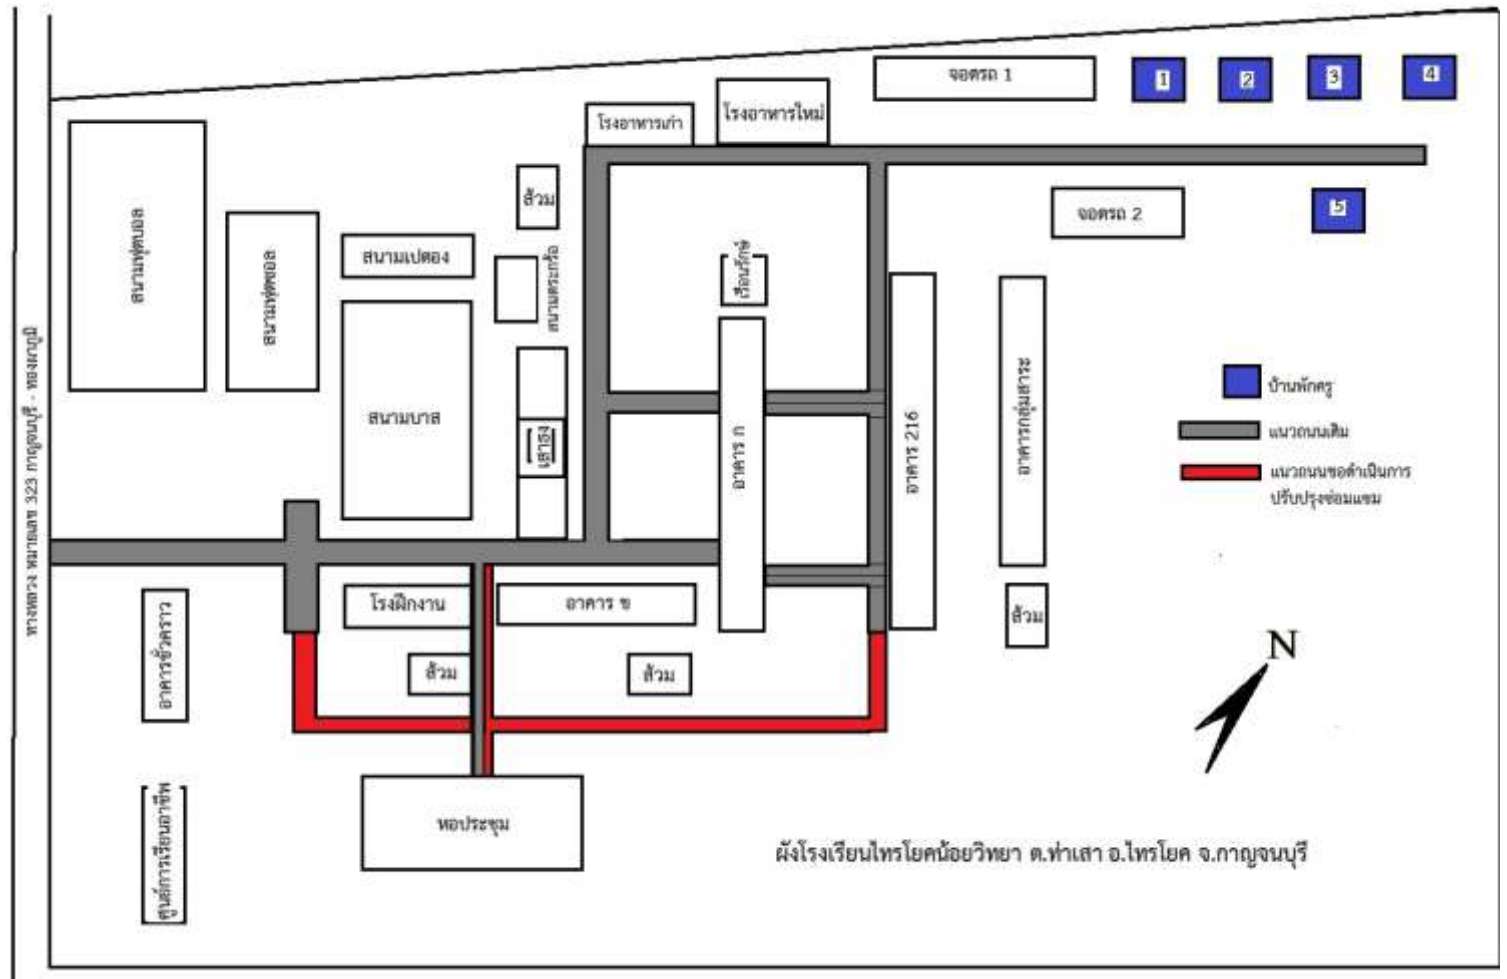 จอดรถ 1
1
2
3
4
โรงอาหารเก่า
โรงอาหารใหม่
ส้วม
จอดรถ 2
5
สนามฟุตบอล
สนามฟุตซอล
สนามเปตอง
สนามตระกร้อ
เรือนรักษ์
ทางหลวง หมายเลข 323 กาญจนบุรี - ทองผาภูมิ
สนามบาส
เสาธง
อาคาร ก
อาคาร 216
อาคารกลุ่มสาระ
บ้านพักครู
แนวถนนเดิม
แนวถนนขอดำเนินการ
ปรับปรุงซ่อมแซม
อาคารชั่วคราว
โรงฝึกงาน
อาคาร ข
ส้วม
ส้วม
ส้วม
N
ศูนย์การเรียนอาชีพ
หอประชุม
ผังโรงเรียนไทรโยคน้อยวิทยา ต.ท่าเสา อ.ไทรโยค จ.กาญจนบุรี